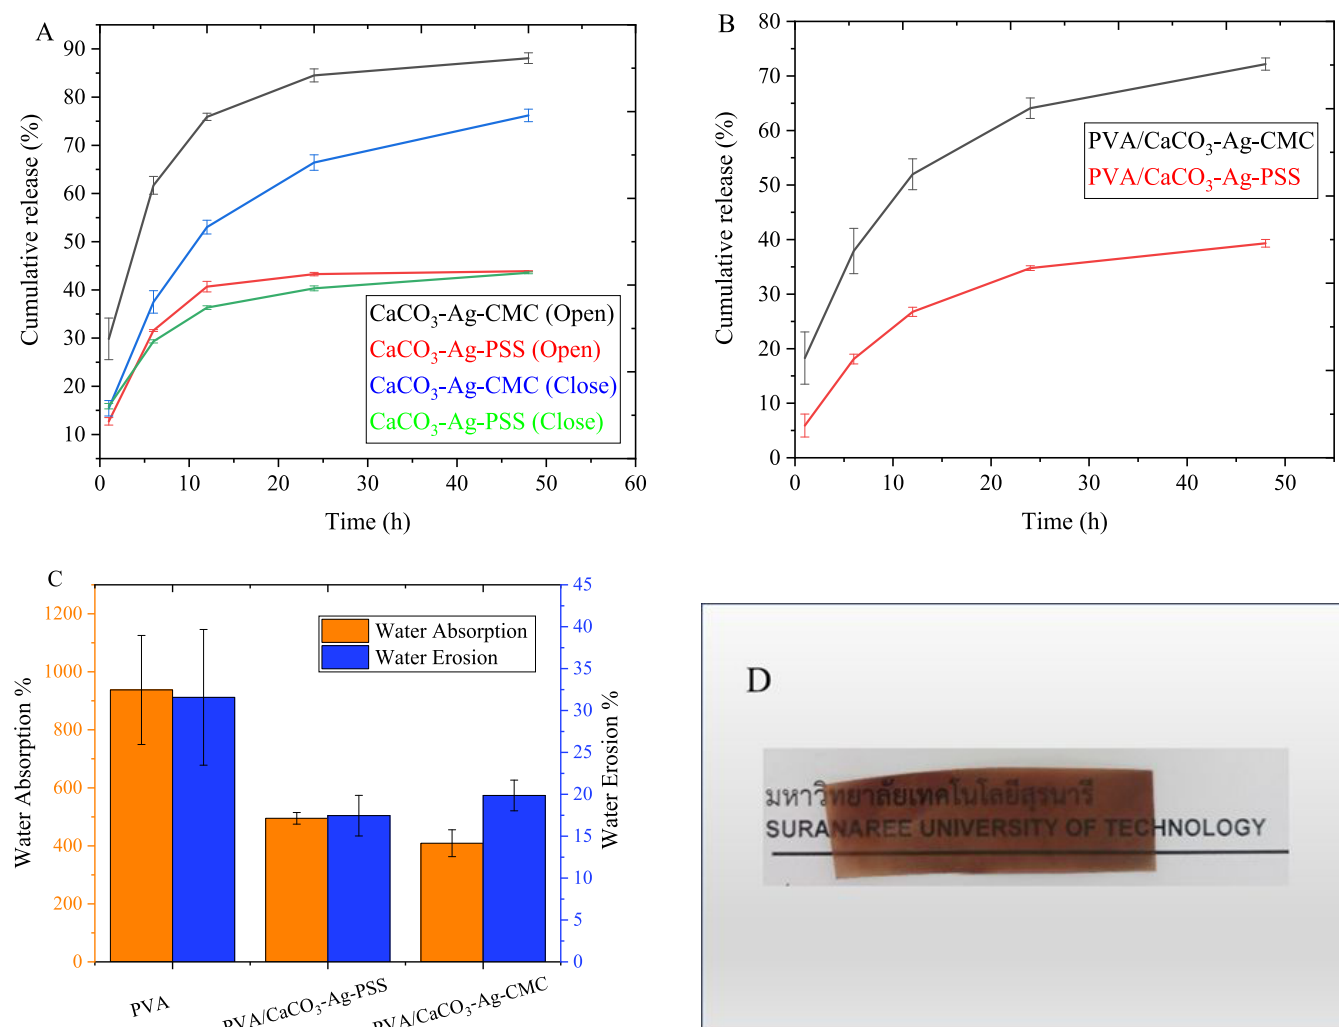 A
90
80
70
60
50
40
30
20
10
0
10
20
30
40
50
60
Cumulative release (%)
Time (h)
CaCO₃-Ag-CMC (Open)
CaCO₃-Ag-PSS (Open)
CaCO₃-Ag-CMC (Close)
CaCO₃-Ag-PSS (Close)
B
80
70
60
50
40
30
20
10
0
0
10
20
30
40
50
Cumulative release (%)
Time (h)
PVA/CaCO₃-Ag-CMC
PVA/CaCO₃-Ag-PSS
C
1200
1000
800
600
400
200
0
Water Absorption %
45
40
35
30
25
20
15
10
5
0
Water Erosion %
Water Absorption
Water Erosion
PVA
PVA/CaCO₃-Ag-PSS
PVA/CaCO₃-Ag-CMC
D
มหาวิทยาลัยเทคโนโลยีสุรนารี
SURANAREE UNIVERSITY OF TECHNOLOGY